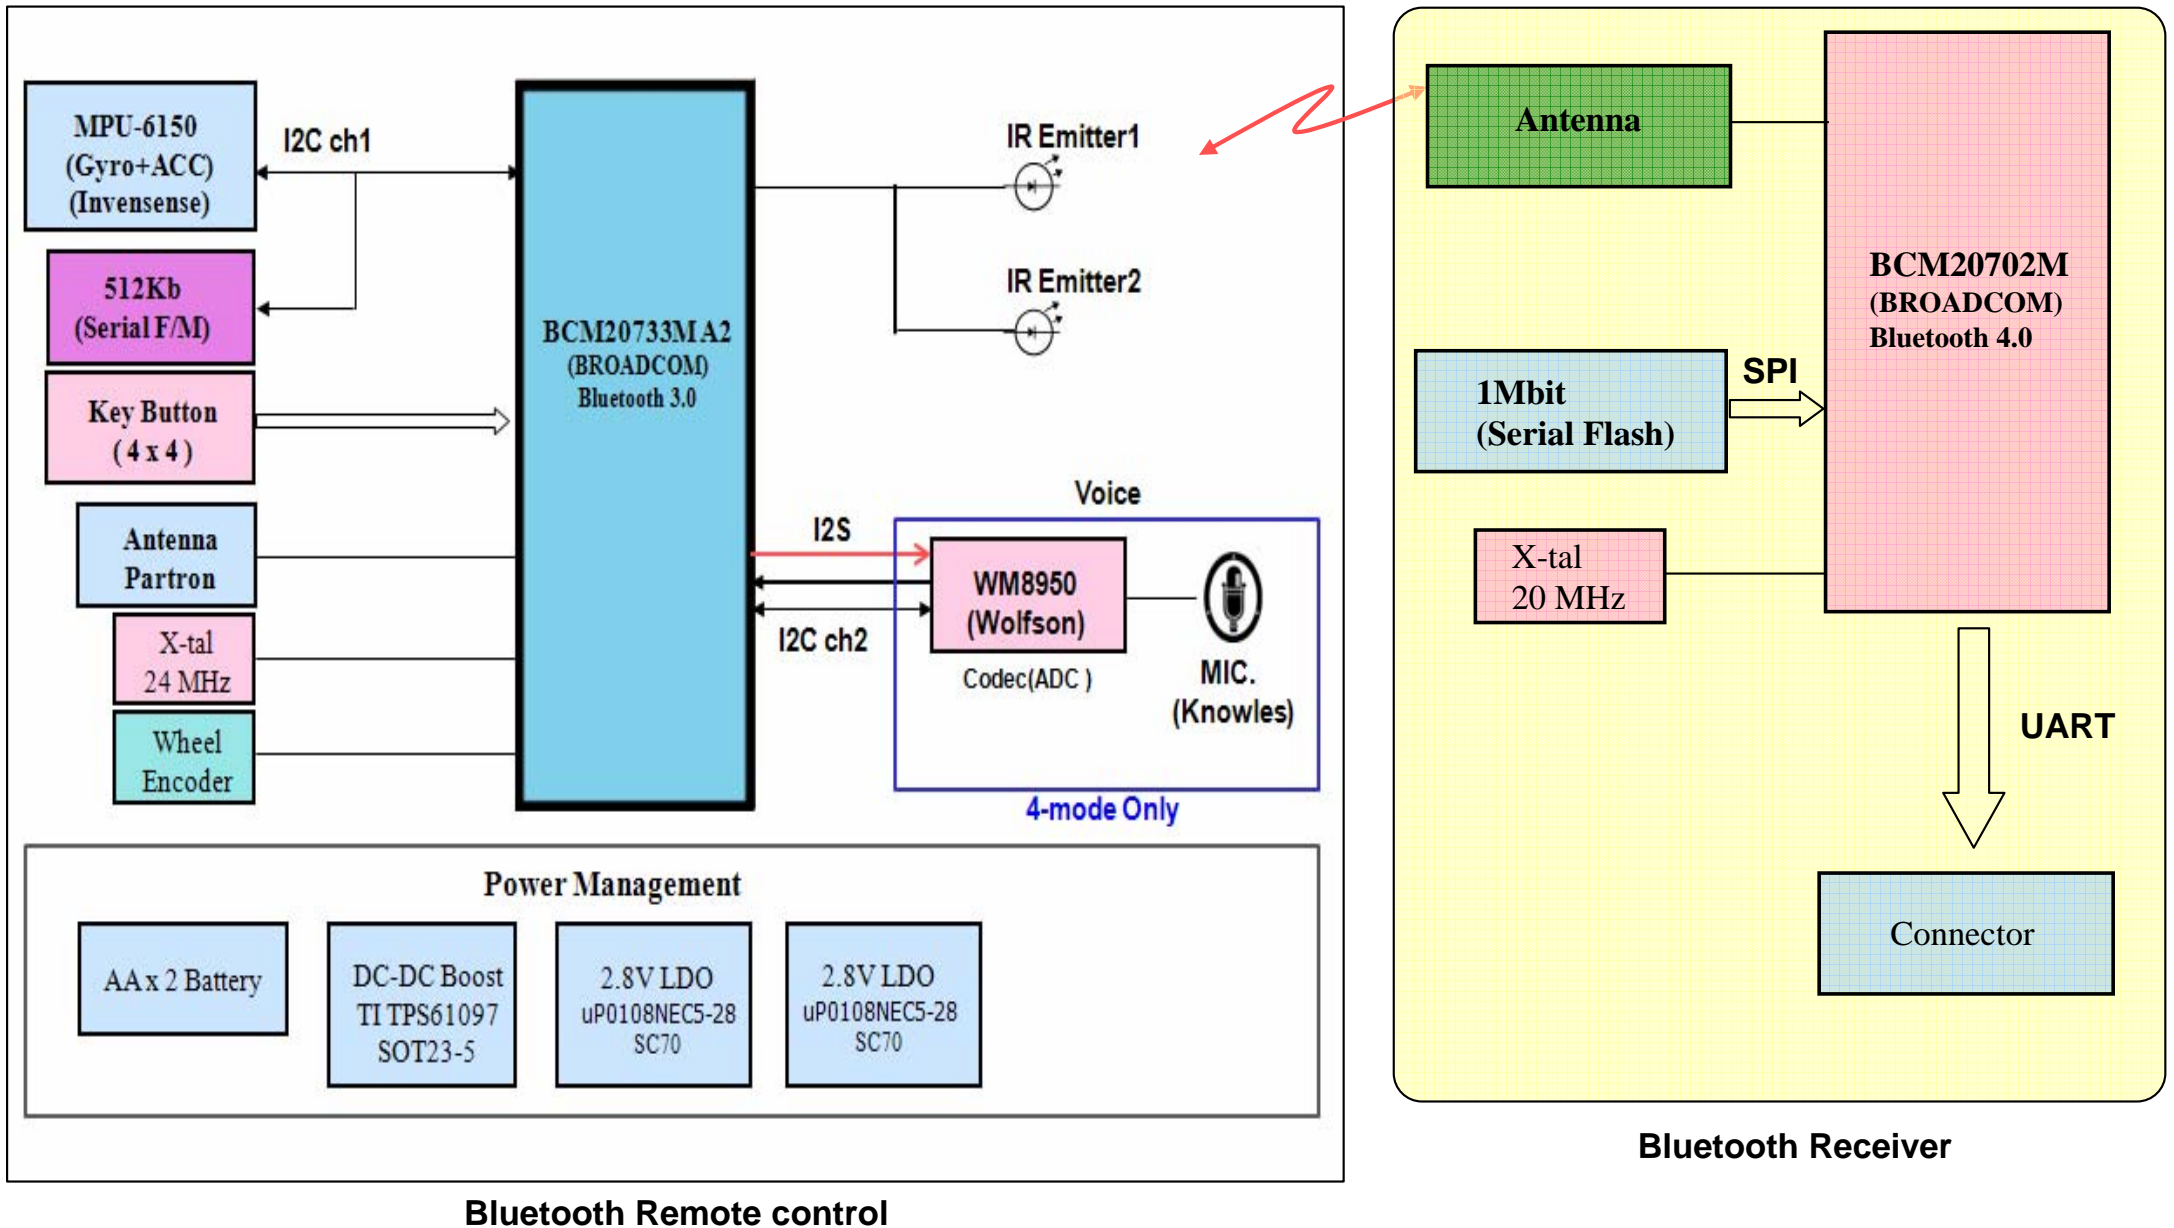 MPU-6150
(Gyro+ACC)
(Invensense)
I2C ch1
512Kb
(Serial F/M)
Key Button
( 4 x 4 )
Antenna
Partron
X-tal
24 MHz
Wheel
Encoder
BCM20733MA2
(BROADCOM)
Bluetooth 3.0
IR Emitter1
IR Emitter2
Voice
I2S
I2C ch2
WM8950
(Wolfson)
Codec(ADC )
MIC.
(Knowles)
4-mode Only
Power Management
AA x 2 Battery
DC-DC Boost
TI TPS61097
SOT23-5
2.8V LDO
uP0108NEC5-28
SC70
2.8V LDO
uP0108NEC5-28
SC70
Bluetooth Remote control
Antenna
BCM20702M
(BROADCOM)
Bluetooth 4.0
1Mbit
(Serial Flash)
SPI
X-tal
20 MHz
UART
Connector
Bluetooth Receiver